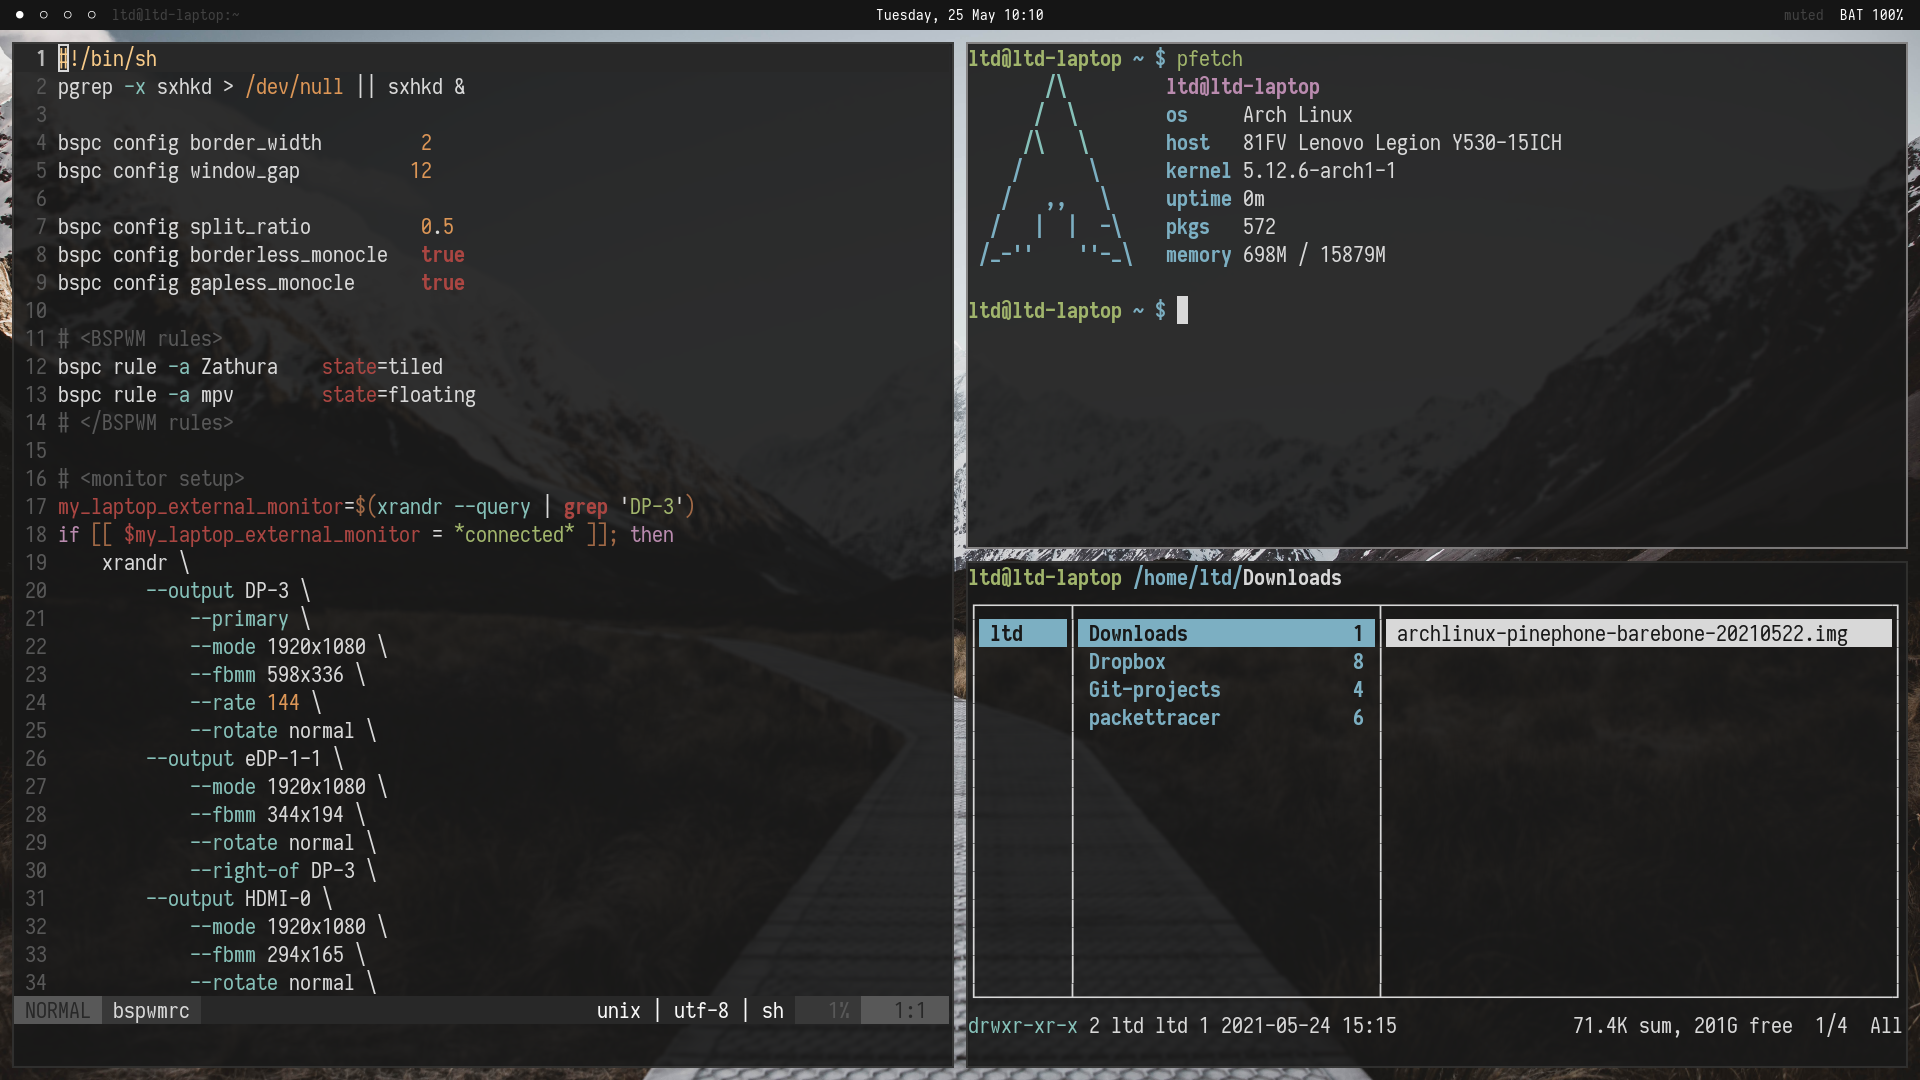 ltd@ltd-laptop:~ Tuesday, 25 May 10:10 muted BAT 100%
1 #!/bin/sh
2 pgrep -x sxhkd > /dev/null || sxhkd &
3
4 bspc config border_width 2
5 bspc config window_gap 12
6
7 bspc config split_ratio 0.5
8 bspc config borderless_monocle true
9 bspc config gapless_monocle true
10
11 # <BSPWM rules>
12 bspc rule -a Zathura state=tiled
13 bspc rule -a mpv state=floating
14 # </BSPWM rules>
15
16 # <monitor setup>
17 my_laptop_external_monitor=$(xrandr --query | grep 'DP-3')
18 if [[ $my_laptop_external_monitor = *connected* ]]; then
19 xrandr \
20 --output DP-3 \
21 --primary \
22 --mode 1920x1080 \
23 --fbmm 598x336 \
24 --rate 144 \
25 --rotate normal \
26 --output eDP-1-1 \
27 --mode 1920x1080 \
28 --fbmm 344x194 \
29 --rotate normal \
30 --right-of DP-3 \
31 --output HDMI-0 \
32 --mode 1920x1080 \
33 --fbmm 294x165 \
34 --rotate normal \
NORMAL bspwmrc unix | utf-8 | sh 1% 1:1
ltd@ltd-laptop ~ $ pfetch
/\ ltd@ltd-laptop
/ \ os Arch Linux
/\ \ host 81FV Lenovo Legion Y530-15ICH
/ \ kernel 5.12.6-arch1-1
/ ,, \ uptime 0m
/ | | -\ pkgs 572
/_-'' ''-_\ memory 698M / 15879M
ltd@ltd-laptop ~ $
ltd@ltd-laptop /home/ltd/Downloads
ltd Downloads 1 archlinux-pinephone-barebone-20210522.img
Dropbox 8
Git-projects 4
packettracer 6
drwxr-xr-x 2 ltd ltd 1 2021-05-24 15:15 71.4K sum, 201G free 1/4 All